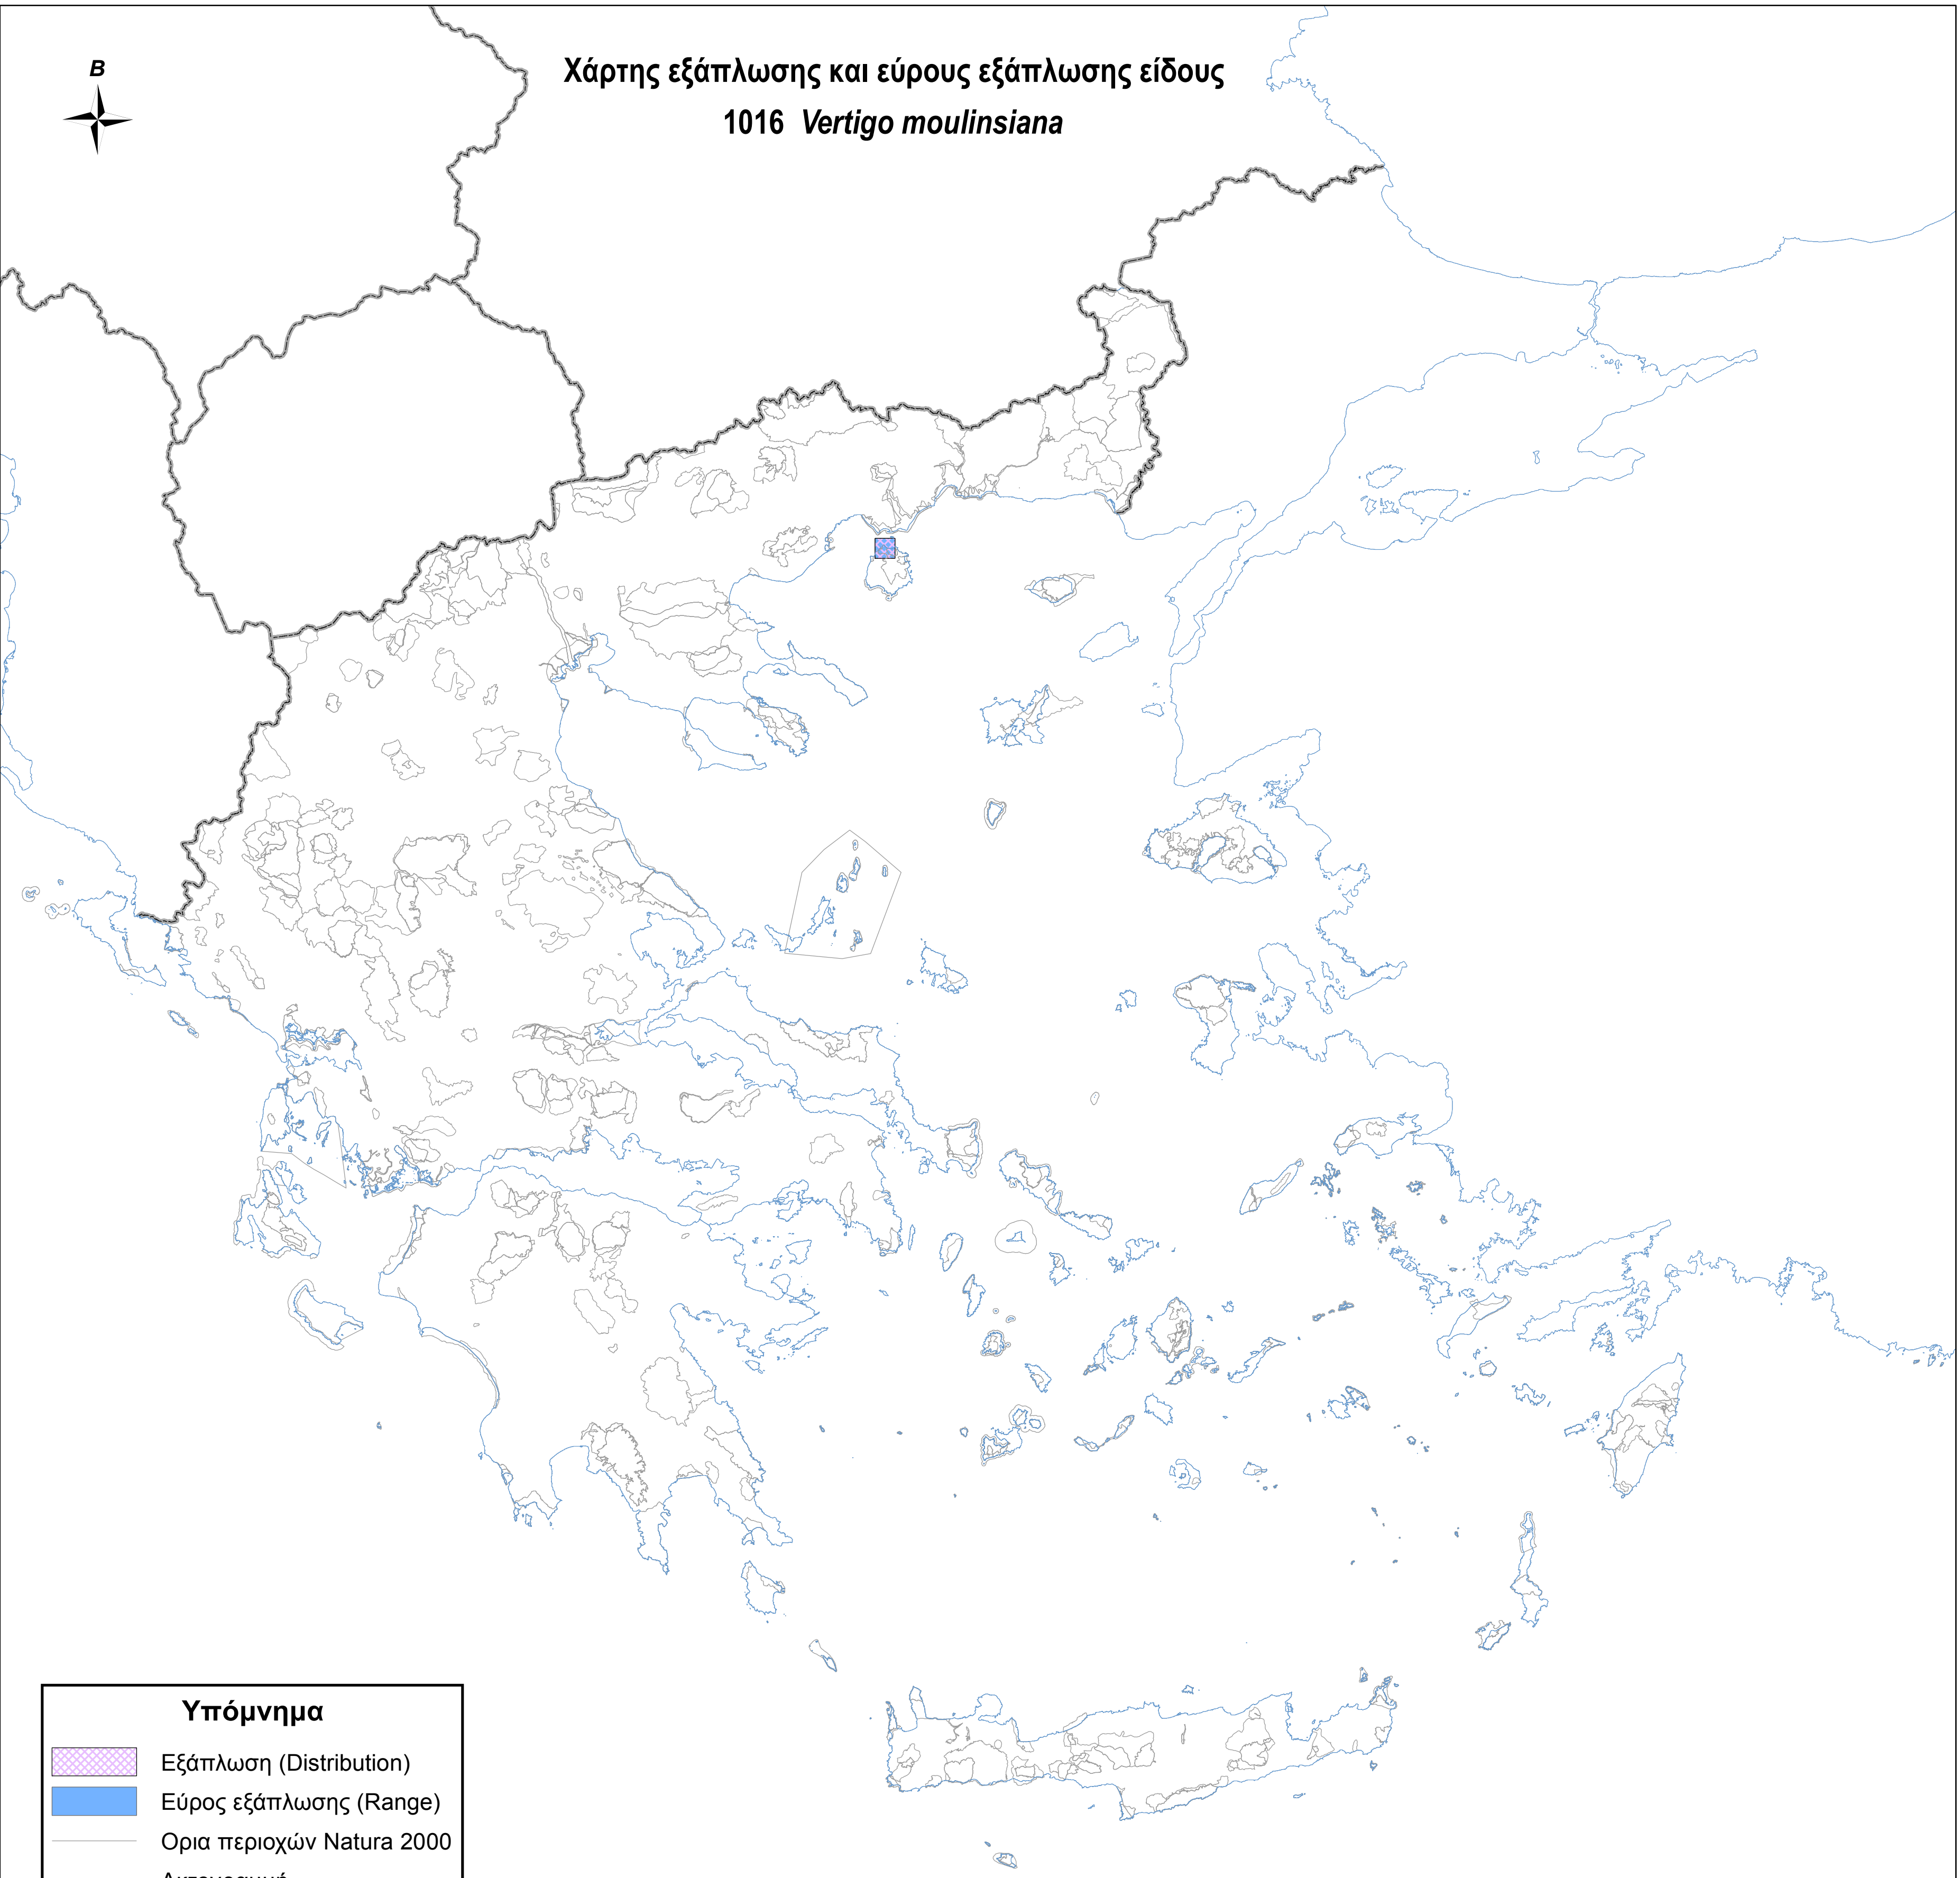 Β
Χάρτης εξάπλωσης και εύρους εξάπλωσης είδους
1016 Vertigo moulinsiana
Υπόμνημα
Εξάπλωση (Distribution)
Εύρος εξάπλωσης (Range)
Ορια περιοχών Natura 2000